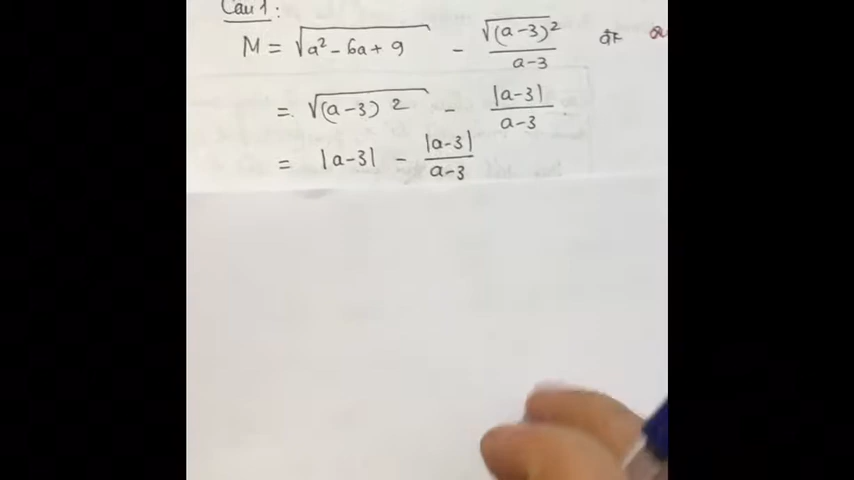 Câu 1:
M = √(a² - 6a + 9) - √(a-3)²/(a-3)
= √(a-3)² - |a-3|/(a-3)
= |a-3| - |a-3|/(a-3)